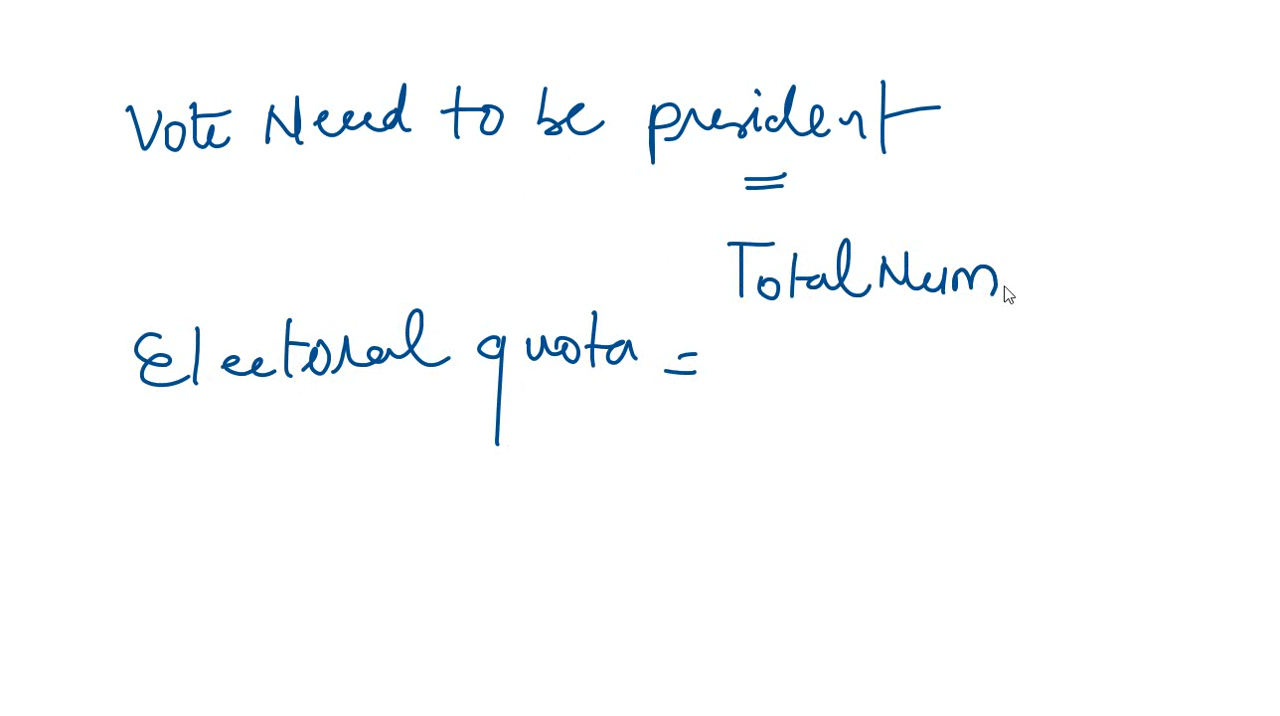 Vote Need to be president
=
Total Num
Electoral quota =